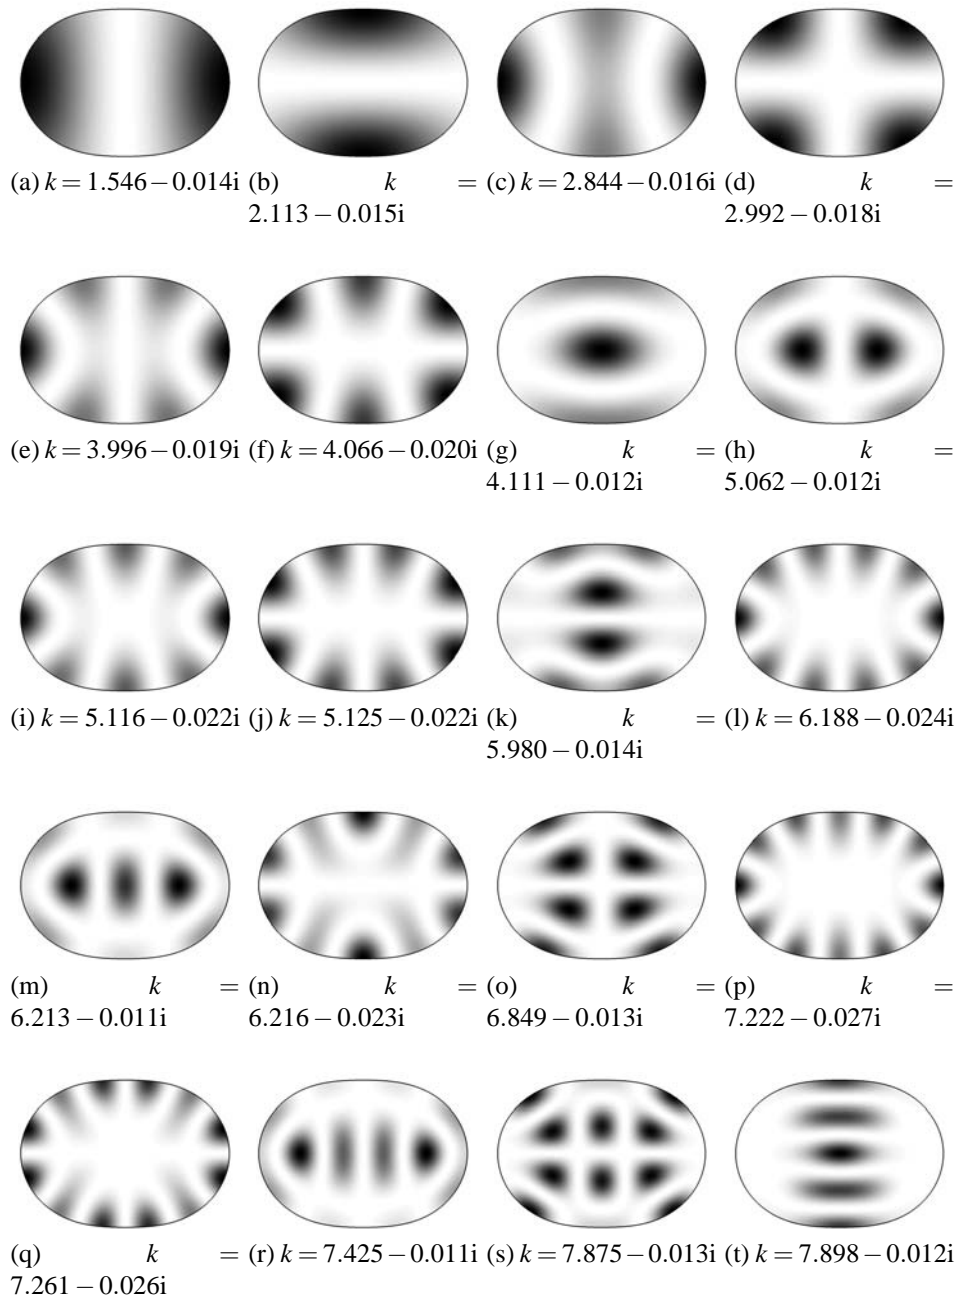 (a) k = 1.546 − 0.014i (b) k = (c) k = 2.844 − 0.016i (d) k =
2.113 − 0.015i 2.992 − 0.018i
(e) k = 3.996 − 0.019i (f) k = 4.066 − 0.020i (g) k = (h) k =
4.111 − 0.012i 5.062 − 0.012i
(i) k = 5.116 − 0.022i (j) k = 5.125 − 0.022i (k) k = (l) k = 6.188 − 0.024i
5.980 − 0.014i
(m) k = (n) k = (o) k = (p) k =
6.213 − 0.011i 6.216 − 0.023i 6.849 − 0.013i 7.222 − 0.027i
(q) k = (r) k = 7.425 − 0.011i (s) k = 7.875 − 0.013i (t) k = 7.898 − 0.012i
7.261 − 0.026i